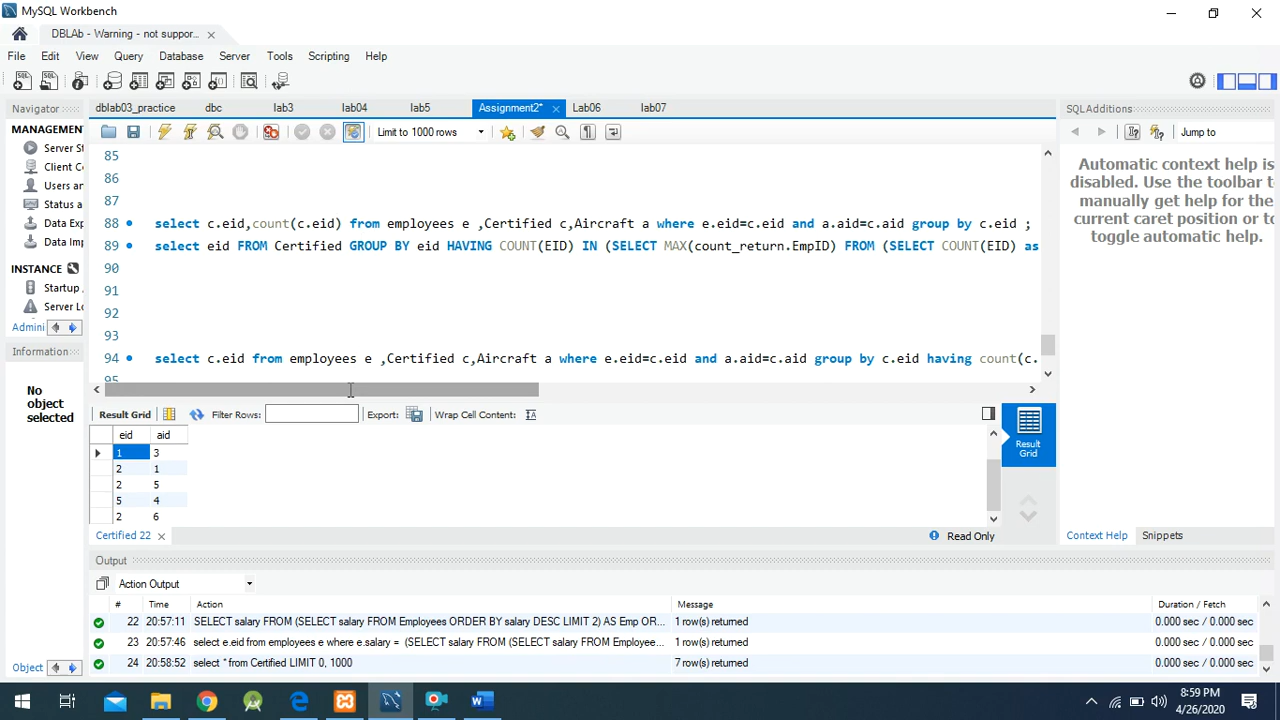 MySQL Workbench
DBLAb - Warning - not suppor...
File Edit View Query Database Server Tools Scripting Help
Navigator
dblab03_practice dbc lab3 lab04 lab5 Assignment2* Lab06 lab07
SQLAdditions
MANAGEMEN
Server St
Client C
Users an
Status a
Data Exp
Data Imp
INSTANCE
Startup
Server Lo
Admini
Information
No
object
selected
Object
Limit to 1000 rows
Jump to
85
86
87
88 select c.eid,count(c.eid) from employees e ,Certified c,Aircraft a where e.eid=c.eid and a.aid=c.aid group by c.eid ;
89 select eid FROM Certified GROUP BY eid HAVING COUNT(EID) IN (SELECT MAX(count_return.EmpID) FROM (SELECT COUNT(EID) as
90
91
92
93
94 select c.eid from employees e ,Certified c,Aircraft a where e.eid=c.eid and a.aid=c.aid group by c.eid having count(c.
95
Automatic context help is
disabled. Use the toolbar to
manually get help for the
current caret position or to
toggle automatic help.
Result Grid Filter Rows: Export: Wrap Cell Content:
eid aid
1 3
2 1
2 5
5 4
2 6
Result
Grid
Certified 22
Read Only
Context Help Snippets
Output
Action Output
# Time Action Message Duration / Fetch
22 20:57:11 SELECT salary FROM (SELECT salary FROM Employees ORDER BY salary DESC LIMIT 2) AS Emp OR... 1 row(s) returned 0.000 sec / 0.000 sec
23 20:57:46 select e.eid from employees e where e.salary = (SELECT salary FROM (SELECT salary FROM Employee... 1 row(s) returned 0.000 sec / 0.000 sec
24 20:58:52 select * from Certified LIMIT 0, 1000 7 row(s) returned 0.000 sec / 0.000 sec
8:59 PM
4/26/2020